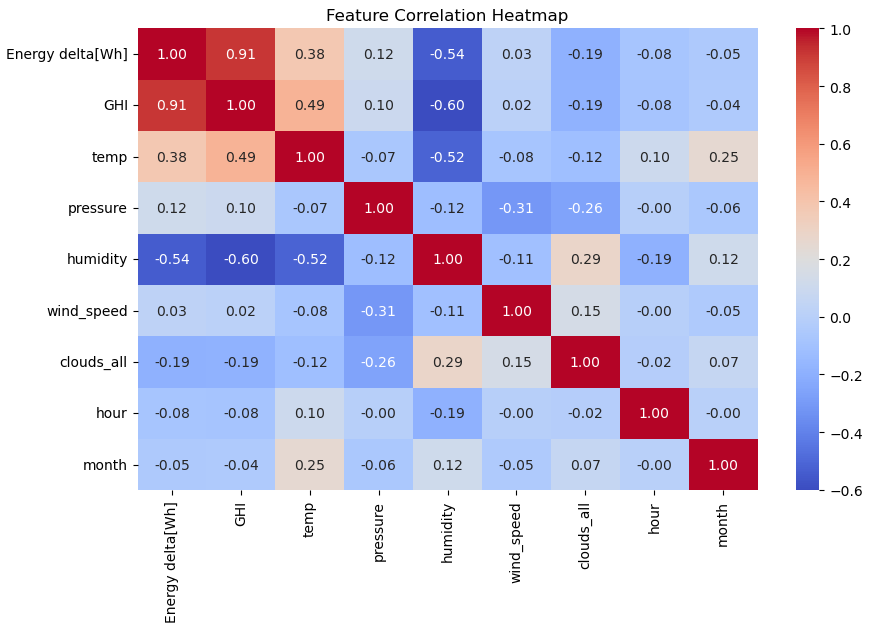 Feature Correlation Heatmap
Energy delta[Wh] 1.00 0.91 0.38 0.12 -0.54 0.03 -0.19 -0.08 -0.05
GHI 0.91 1.00 0.49 0.10 -0.60 0.02 -0.19 -0.08 -0.04
temp 0.38 0.49 1.00 -0.07 -0.52 -0.08 -0.12 0.10 0.25
pressure 0.12 0.10 -0.07 1.00 -0.12 -0.31 -0.26 -0.00 -0.06
humidity -0.54 -0.60 -0.52 -0.12 1.00 -0.11 0.29 -0.19 0.12
wind_speed 0.03 0.02 -0.08 -0.31 -0.11 1.00 0.15 -0.00 -0.05
clouds_all -0.19 -0.19 -0.12 -0.26 0.29 0.15 1.00 -0.02 0.07
hour -0.08 -0.08 0.10 -0.00 -0.19 -0.00 -0.02 1.00 -0.00
month -0.05 -0.04 0.25 -0.06 0.12 -0.05 0.07 -0.00 1.00
Energy delta[Wh]
GHI
temp
pressure
humidity
wind_speed
clouds_all
hour
month
1.0
0.8
0.6
0.4
0.2
0.0
−0.2
−0.4
−0.6